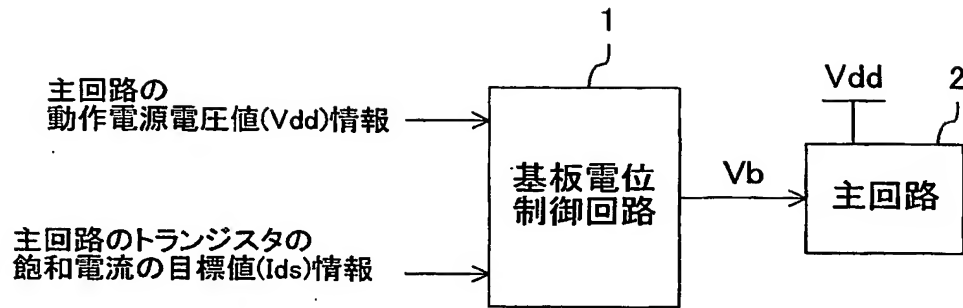 1
主回路の
動作電源電圧値(Vdd)情報
Vdd
2
基板電位
制御回路
Vb
主回路
主回路のトランジスタの
飽和電流の目標値(Ids)情報